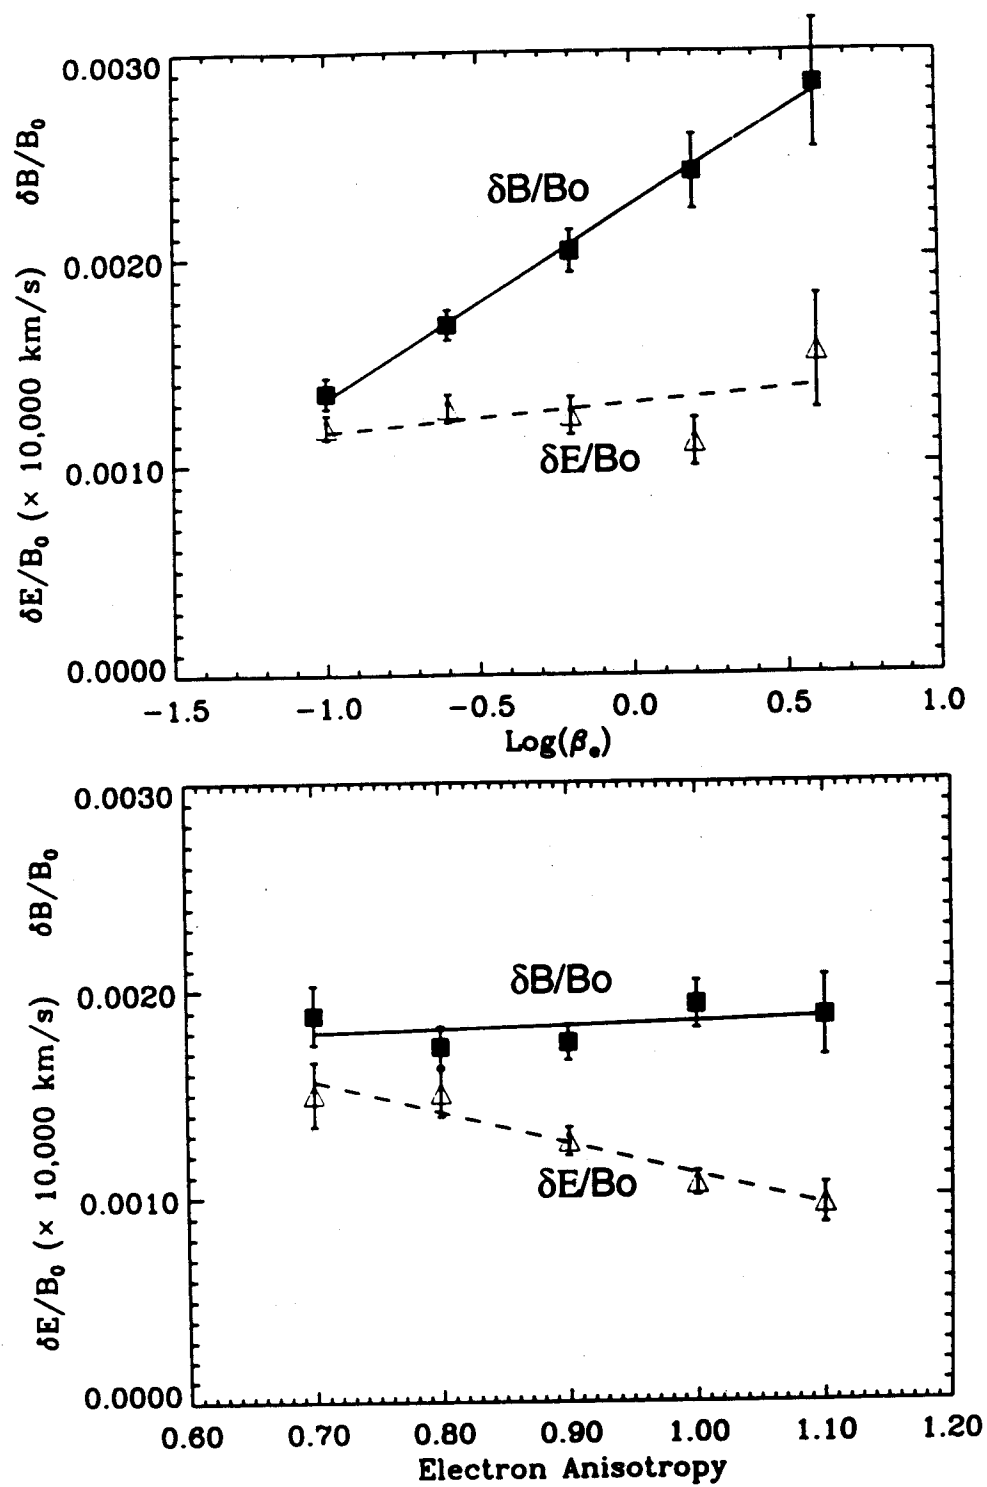 0.0030
0.0020
0.0010
0.0000
δE/B₀ (× 10,000 km/s) δB/B₀
δB/Bo
δE/Bo
−1.5 −1.0 −0.5 0.0 0.5 1.0
Log(βₑ)
0.0030
0.0020
0.0010
0.0000
δE/B₀ (× 10,000 km/s) δB/B₀
δB/Bo
δE/Bo
0.60 0.70 0.80 0.90 1.00 1.10 1.20
Electron Anisotropy